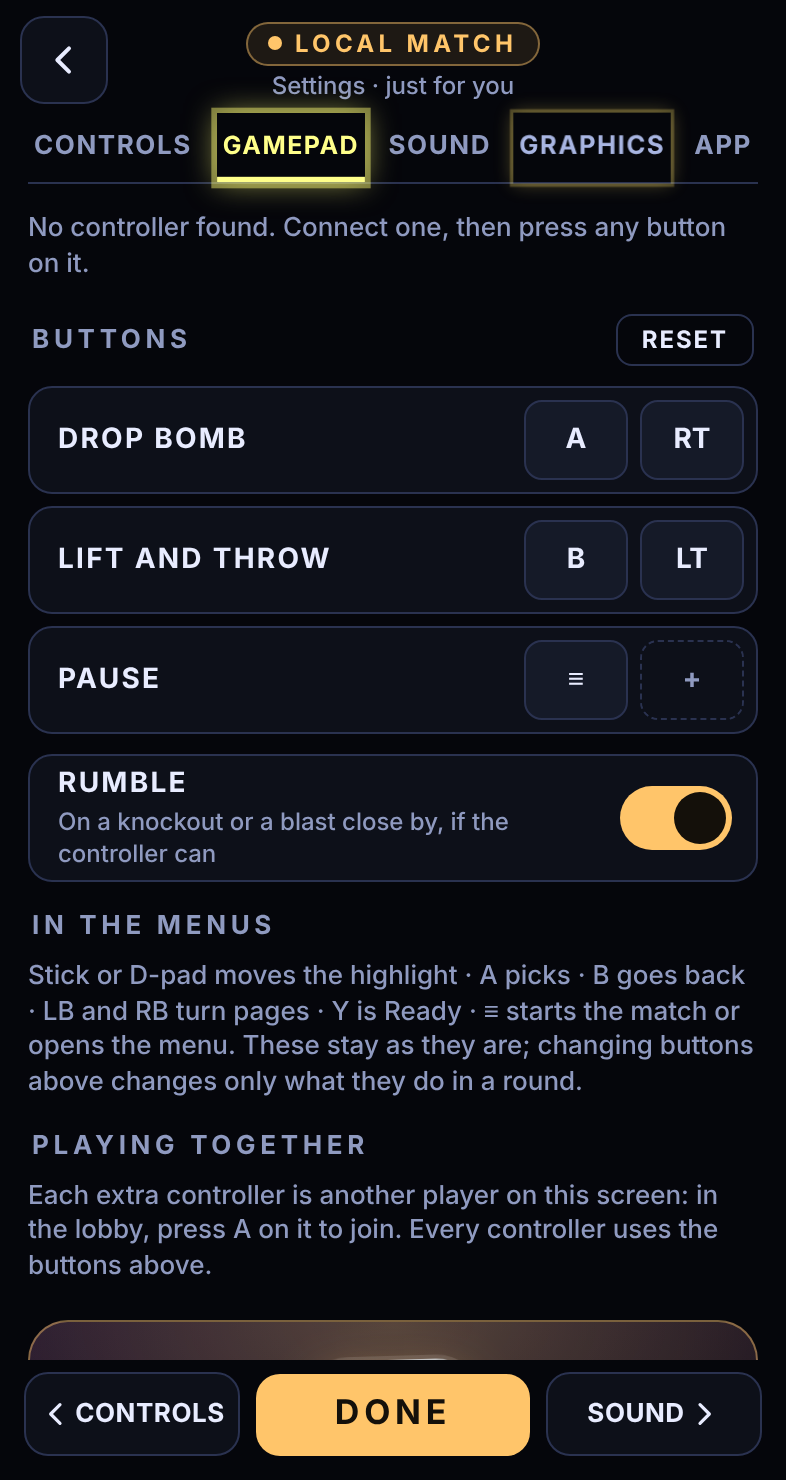 LOCAL MATCH
Settings · just for you
CONTROLS GAMEPAD SOUND GRAPHICS APP
No controller found. Connect one, then press any button
on it.
BUTTONS RESET
DROP BOMB A RT
LIFT AND THROW B LT
PAUSE ≡ +
RUMBLE
On a knockout or a blast close by, if the
controller can
IN THE MENUS
Stick or D-pad moves the highlight · A picks · B goes back
· LB and RB turn pages · Y is Ready · ≡ starts the match or
opens the menu. These stay as they are; changing buttons
above changes only what they do in a round.
PLAYING TOGETHER
Each extra controller is another player on this screen: in
the lobby, press A on it to join. Every controller uses the
buttons above.
CONTROLS DONE SOUND